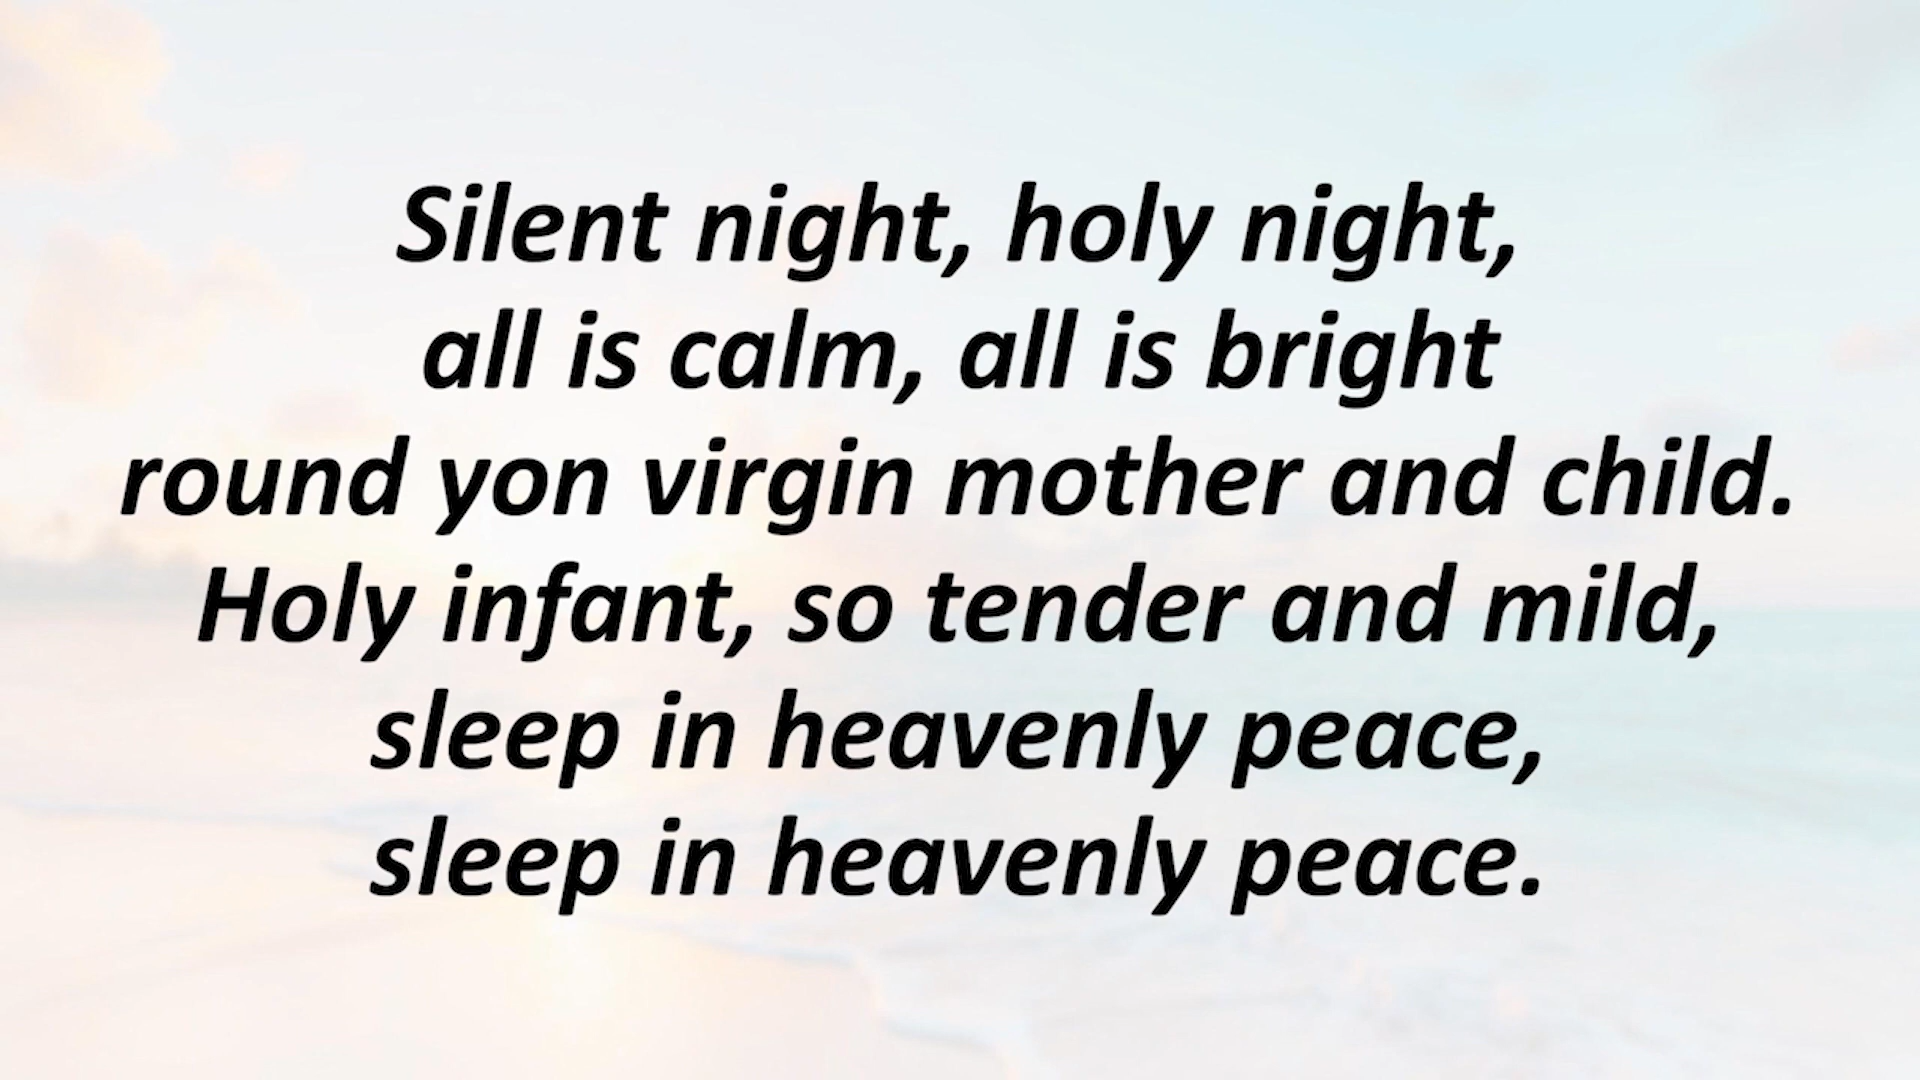 Silent night, holy night,
all is calm, all is bright
round yon virgin mother and child.
Holy infant, so tender and mild,
sleep in heavenly peace,
sleep in heavenly peace.